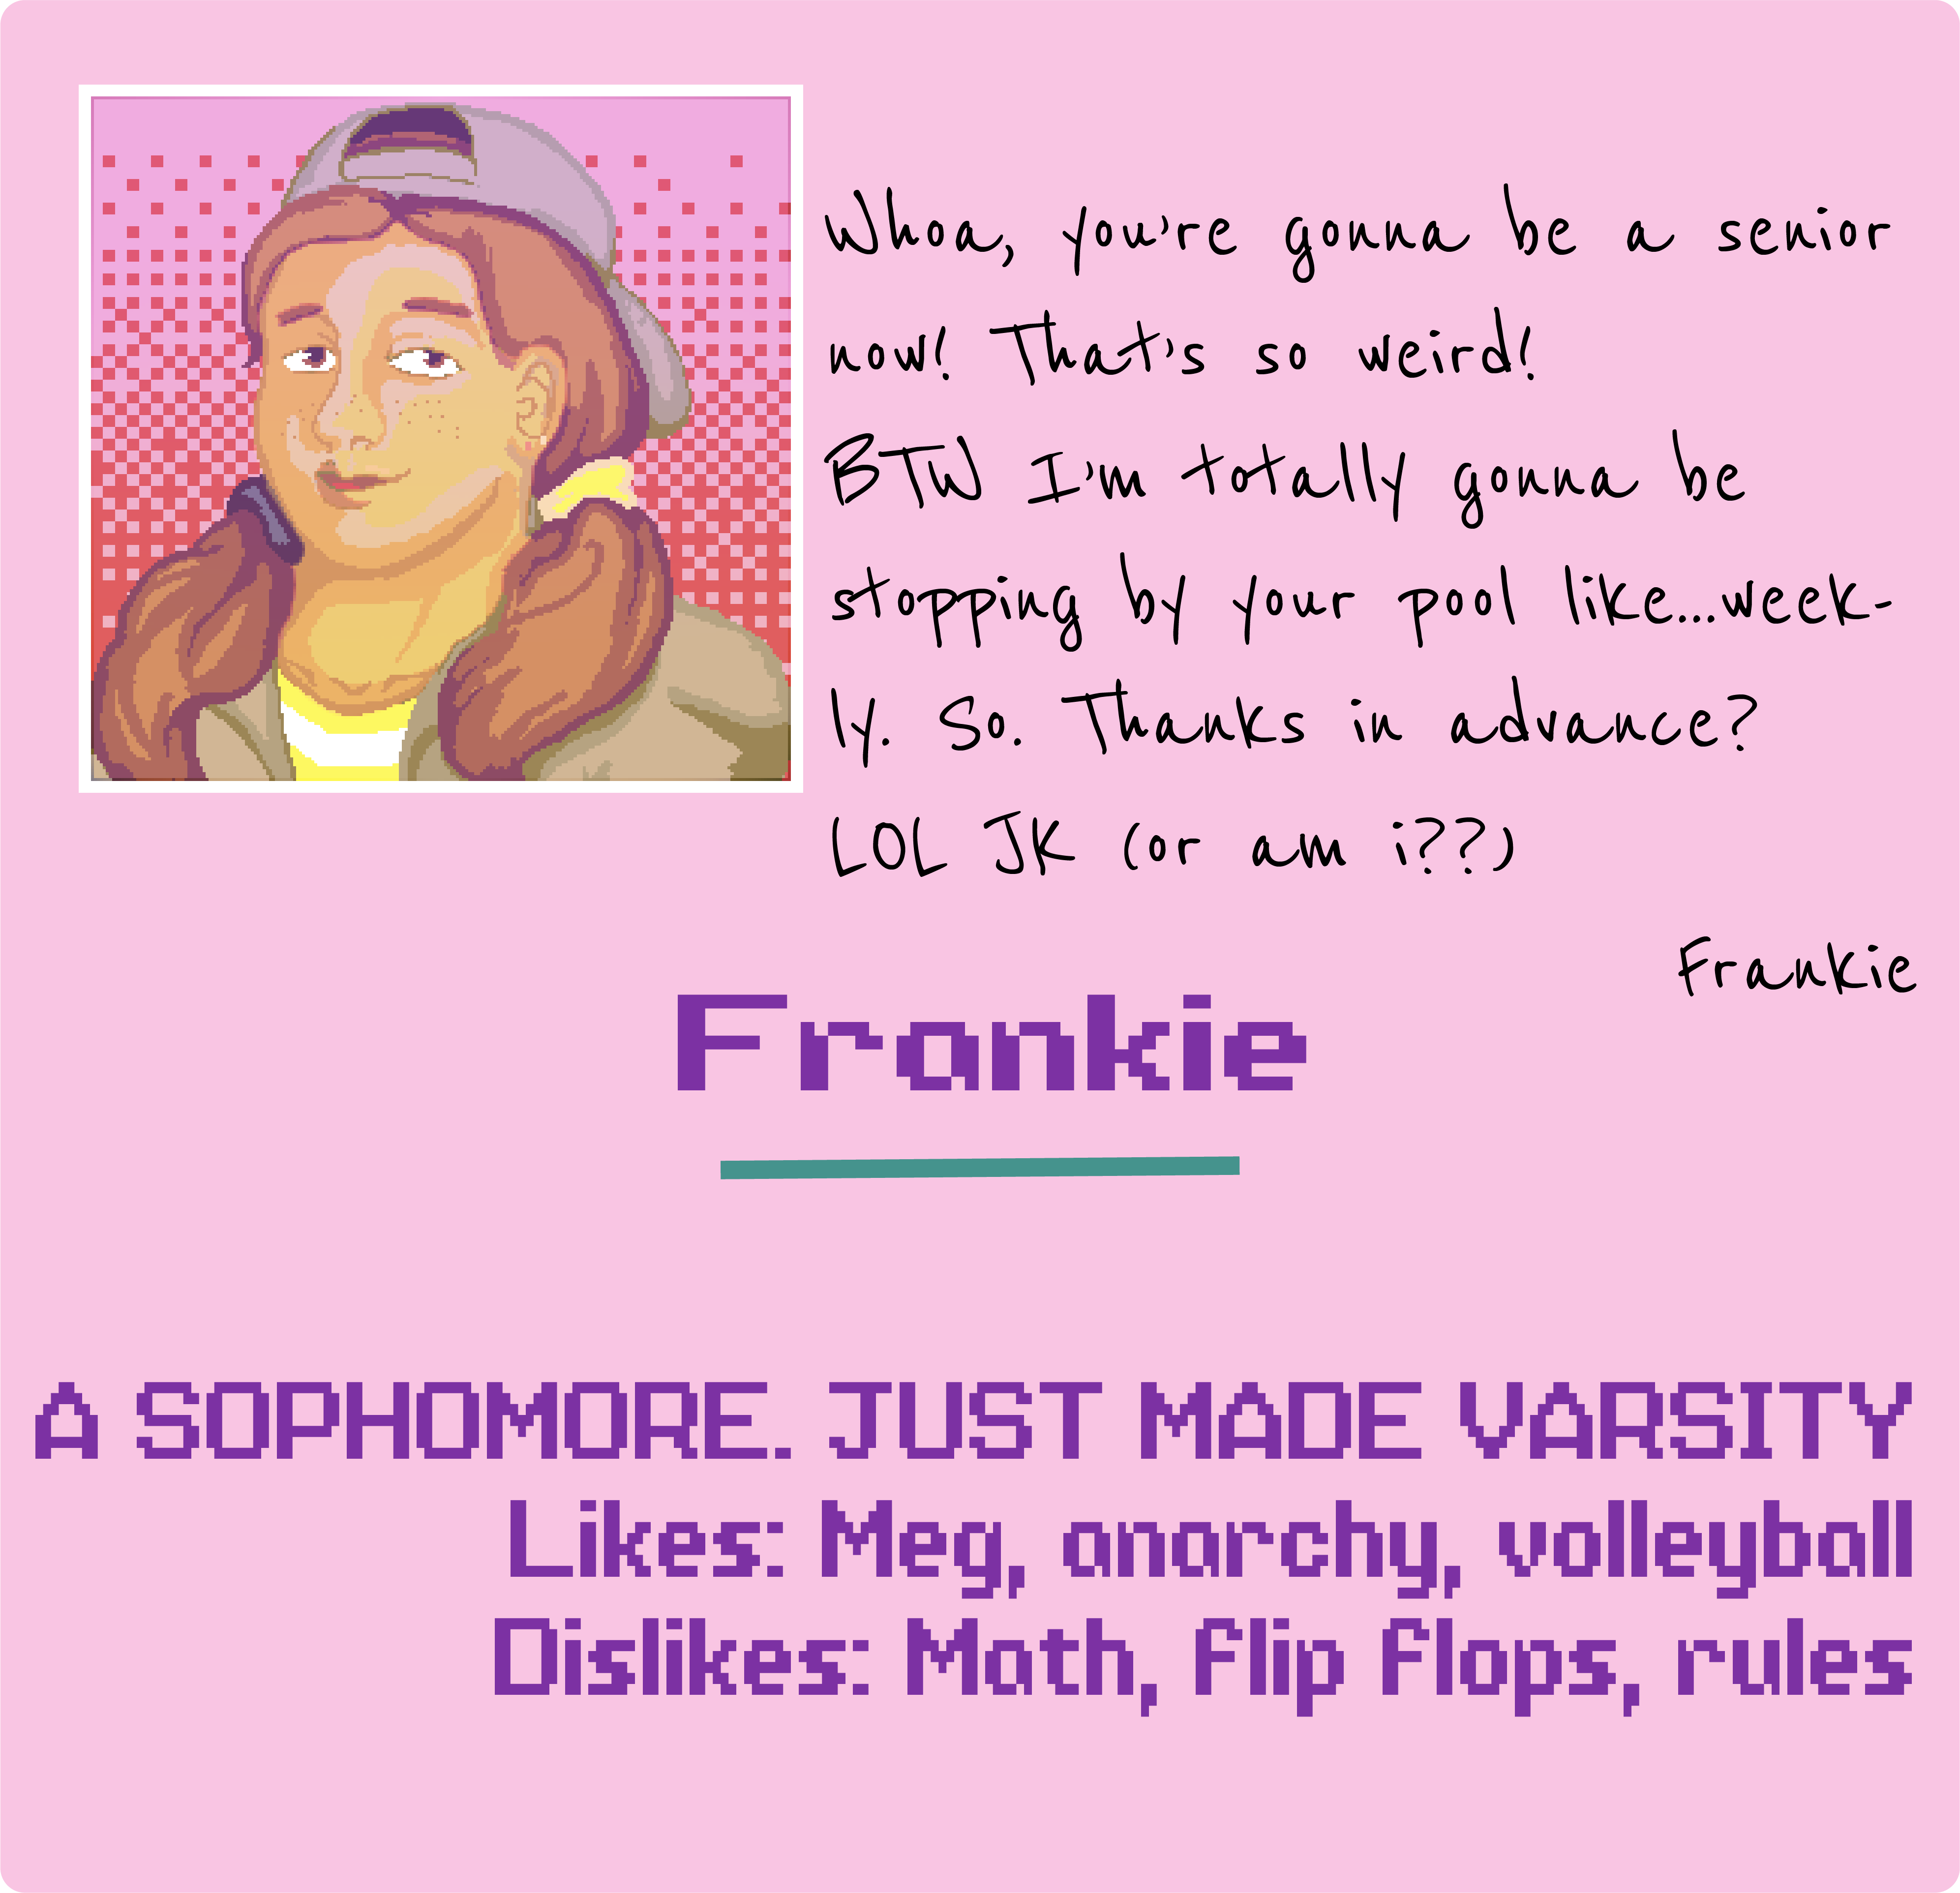 Whoa, you're gonna be a senior
now! That's so weird!
BTW I'm totally gonna be
stopping by your pool like...week-
ly. So. Thanks in advance?
LOL JK (or am i??)
Frankie
Frankie
A SOPHOMORE. JUST MADE VARSITY
Likes: Meg, anarchy, volleyball
Dislikes: Math, flip flops, rules